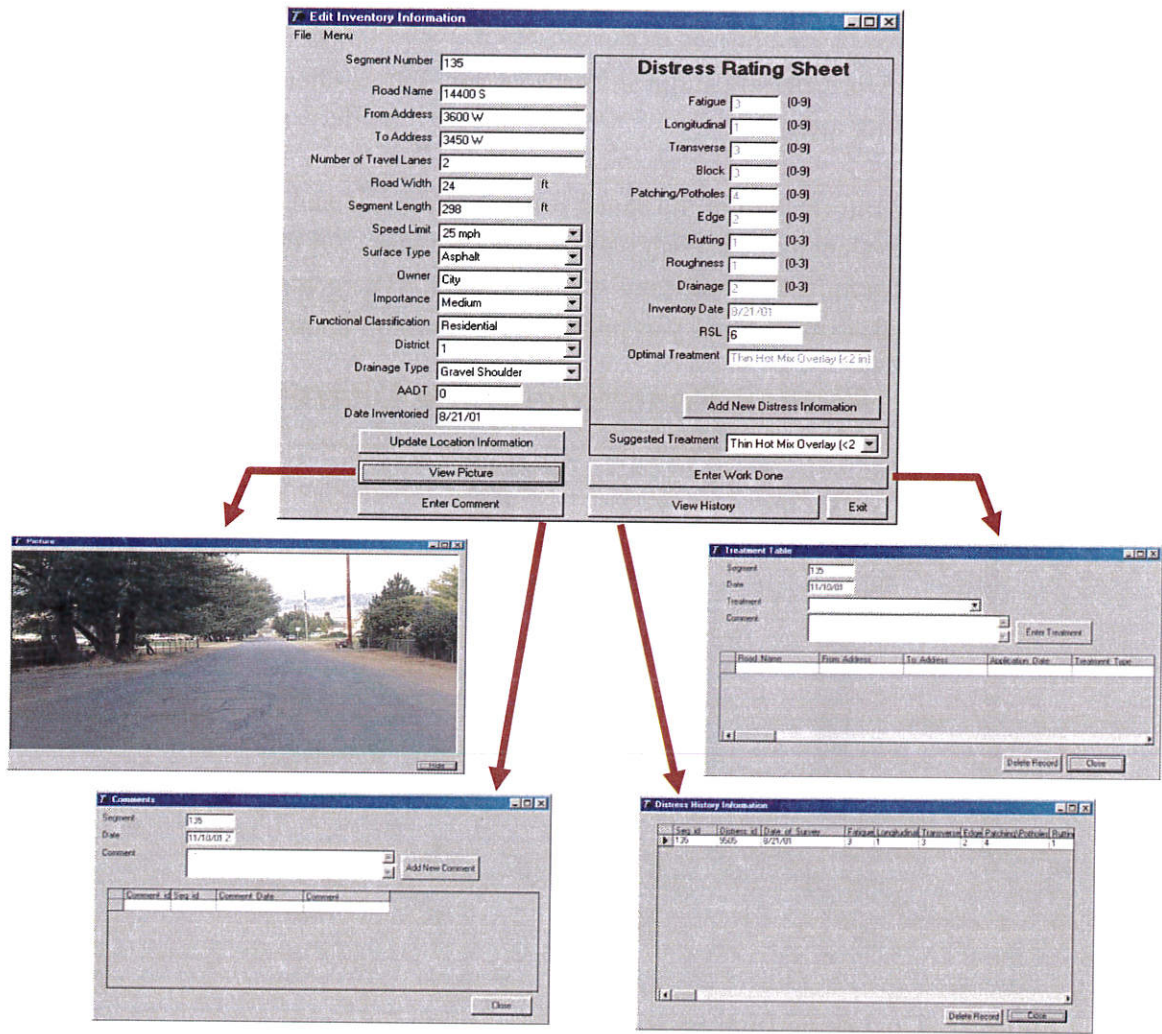 Edit Inventory Information
File Menu
Segment Number 135
Road Name 14400 S
From Address 3600 W
To Address 3450 W
Number of Travel Lanes 2
Road Width 24 ft
Segment Length 298 ft
Speed Limit 25 mph
Surface Type Asphalt
Owner City
Importance Medium
Functional Classification Residential
District 1
Drainage Type Gravel Shoulder
AADT 0
Date Inventoried 8/21/01
Update Location Information
View Picture
Enter Comment
Distress Rating Sheet
Fatigue 3 (0-9)
Longitudinal 1 (0-9)
Transverse 3 (0-9)
Block 3 (0-9)
Patching/Potholes 4 (0-9)
Edge 2 (0-9)
Rutting 1 (0-3)
Roughness 1 (0-3)
Drainage 2 (0-3)
Inventory Date 8/21/01
RSL 6
Optimal Treatment Thin Hot Mix Overlay (<2 in)
Add New Distress Information
Suggested Treatment Thin Hot Mix Overlay (<2
Enter Work Done
View History Exit
Picture
Hide
Treatment Table
Segment 135
Date 11/10/01
Treatment
Comment
Enter Treatment
Road Name From Address To Address Application Date Treatment Type
Delete Record Close
Comments
Segment 135
Date 11/10/01 2
Comment
Add New Comment
Comment id Seg id Comment Date Comment
Close
Distress History Information
Seg id Distress id Date of Survey Fatigue Longitudinal Transverse Edge Patching\Potholes Rutting
135 9505 8/21/01 3 1 3 2 4 1
Delete Record Close